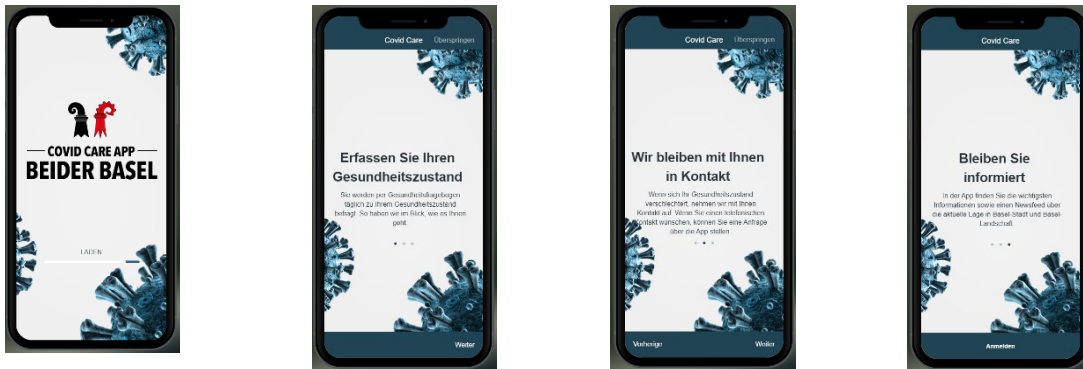 COVID CARE APP
BEIDER BASEL
LADEN
Covid Care Überspringen
Erfassen Sie Ihren
Gesundheitszustand
Sie werden per Gesundheitsfragebogen
täglich zu Ihrem Gesundheitszustand
befragt. So haben wir im Blick, wie es Ihnen
geht.
Weiter
Covid Care Überspringen
Wir bleiben mit Ihnen
in Kontakt
Wenn sich Ihr Gesundheitszustand
verschlechtert, nehmen wir mit Ihnen
Kontakt auf. Wenn Sie einen telefonischen
Kontakt wünschen, können Sie eine Anfrage
über die App stellen
Vorherige Weiter
Covid Care
Bleiben Sie
informiert
In der App finden Sie die wichtigsten
Informationen sowie einen Newsfeed über
die aktuelle Lage in Basel-Stadt und Basel-
Landschaft
Anmelden